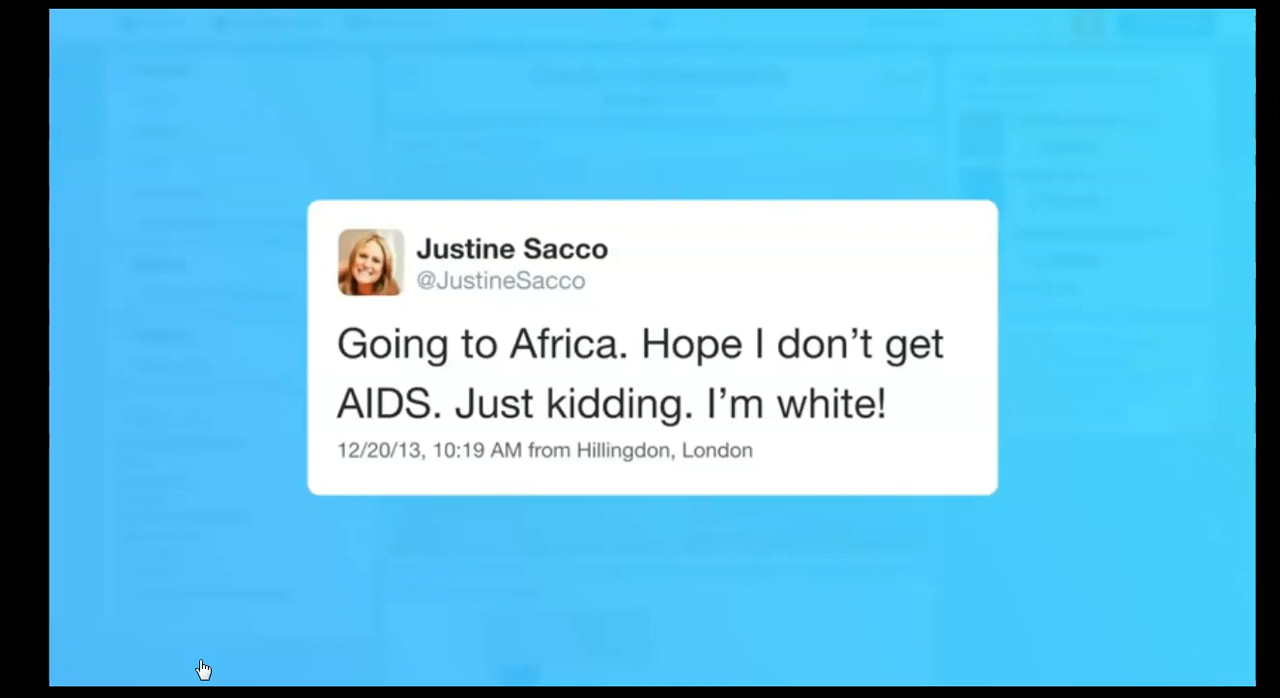 Justine Sacco
@JustineSacco
Going to Africa. Hope I don’t get
AIDS. Just kidding. I’m white!
12/20/13, 10:19 AM from Hillingdon, London